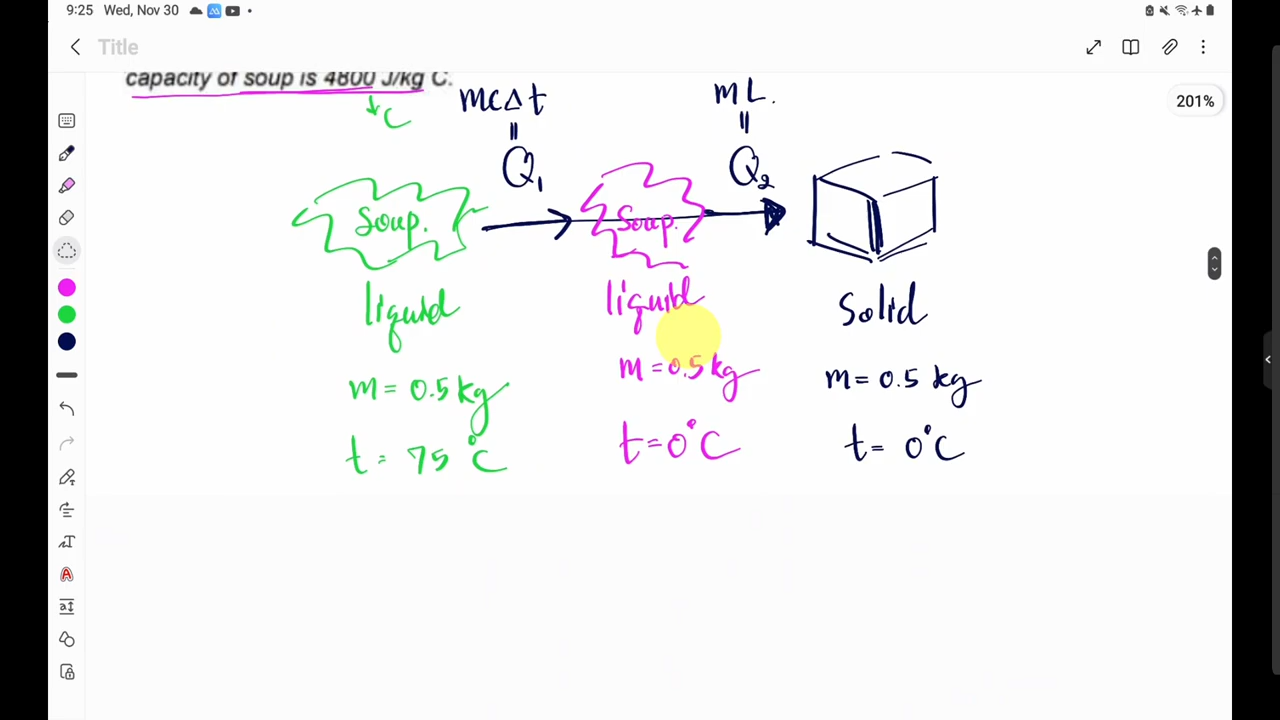 9:25 Wed, Nov 30
Title
capacity of soup is 4800 J/kg C.
201%
C
mcΔt
=
Q1
mL.
=
Q2
Soup.
Soup.
liquid
liquid
Solid
m = 0.5 kg
m = 0.5 kg
m = 0.5 kg
t = 75 °C
t = 0°C
t = 0°C